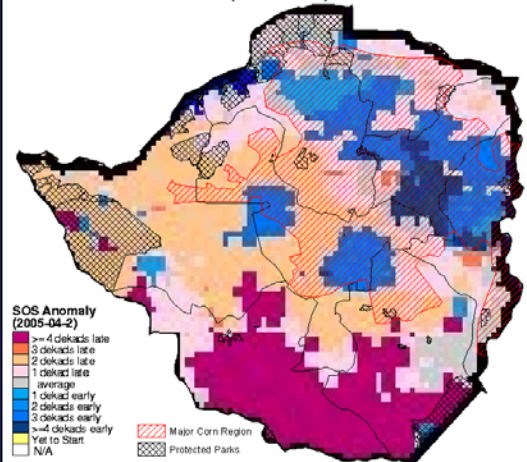 SOS Anomaly
(2005-04-2)
>= 4 dekads late
3 dekads late
2 dekads late
1 dekad late
average
1 dekad early
2 dekads early
3 dekads early
>=4 dekads early
Yet to Start
N/A
Major Corn Region
Protected Parks